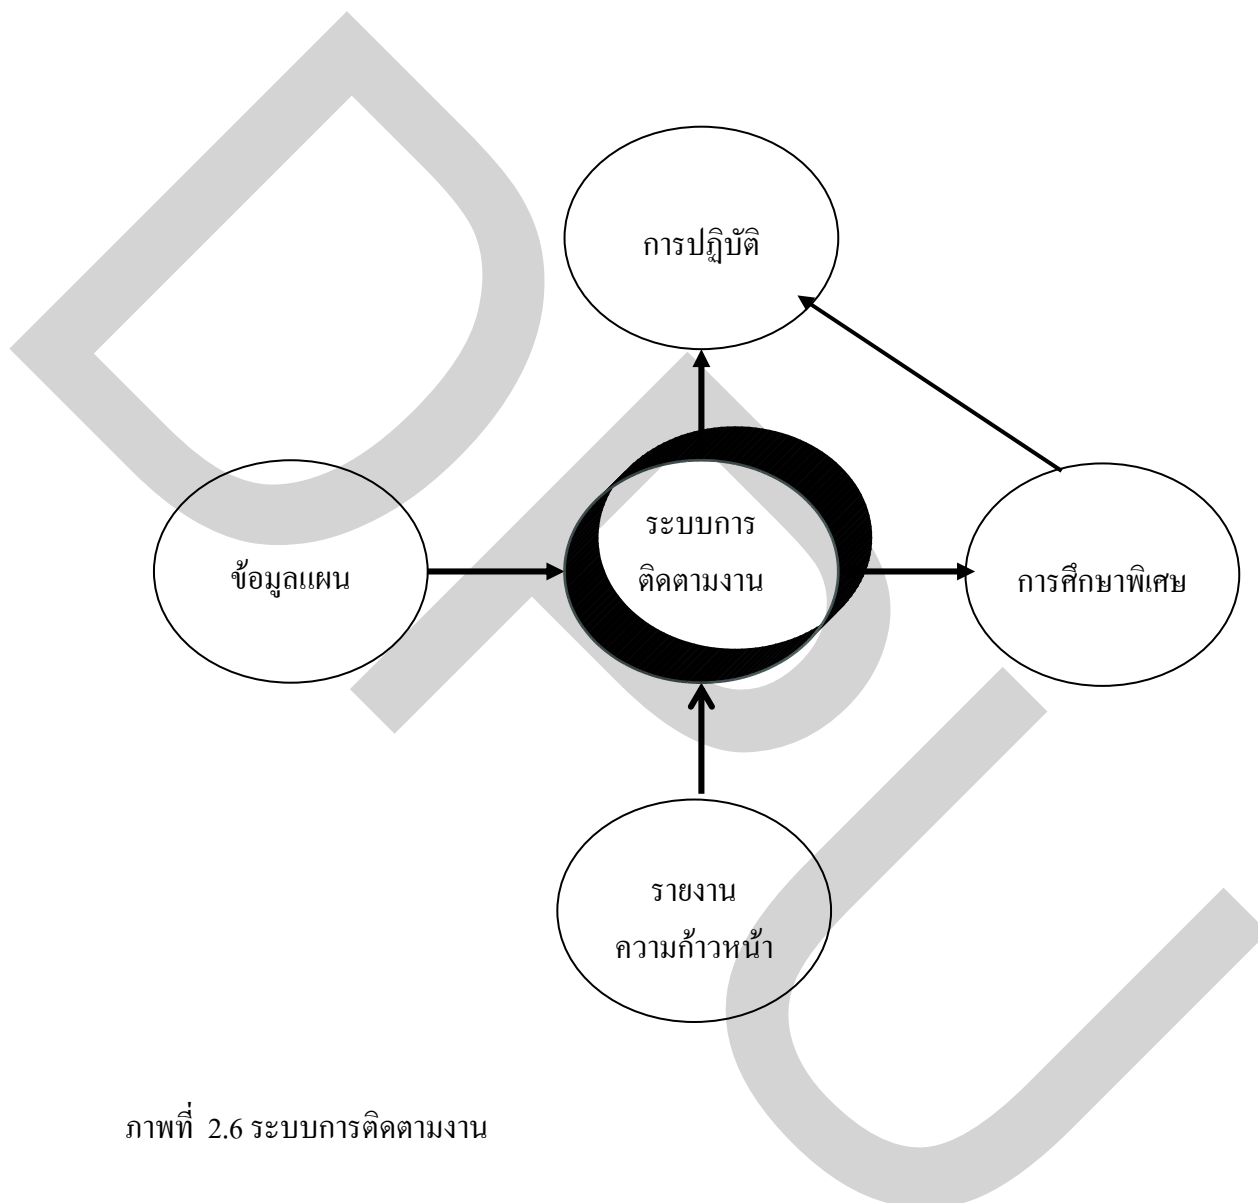 การปฏิบัติ
ระบบการ
ติดตามงาน
ข้อมูลแผน
การศึกษาพิเศษ
รายงาน
ความก้าวหน้า
ภาพที่ 2.6 ระบบการติดตามงาน
DPU